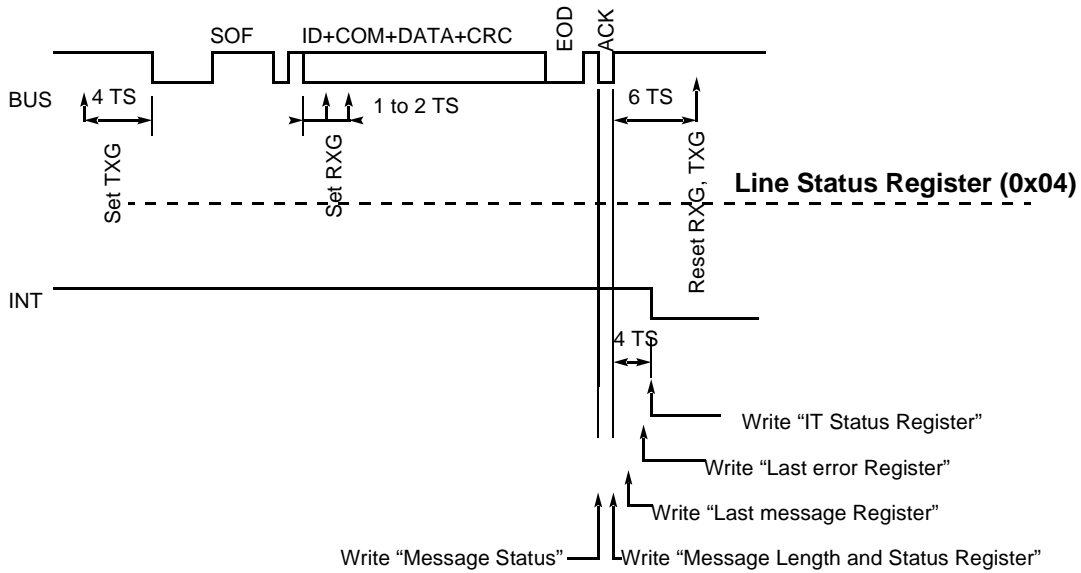 SOF
ID+COM+DATA+CRC
EOD
ACK
BUS
4 TS
1 to 2 TS
6 TS
Set TXG
Set RXG
Reset RXG, TXG
Line Status Register (0x04)
INT
4 TS
Write “IT Status Register”
Write “Last error Register”
Write “Last message Register”
Write “Message Status”
Write “Message Length and Status Register”